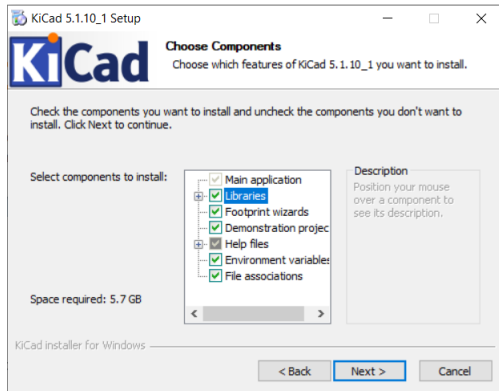 KiCad 5.1.10_1 Setup
KiCad
Choose Components
Choose which features of KiCad 5.1.10_1 you want to install.
Check the components you want to install and uncheck the components you don't want to
install. Click Next to continue.
Select components to install:
Main application
Libraries
Footprint wizards
Demonstration projec
Help files
Environment variables
File associations
Description
Position your mouse
over a component to
see its description.
Space required: 5.7 GB
KiCad installer for Windows
< Back
Next >
Cancel